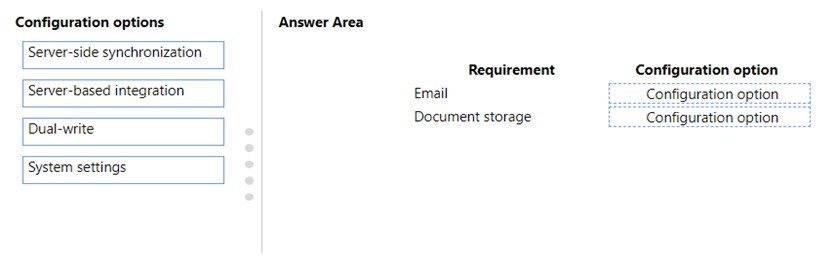 Configuration options
Server-side synchronization
Server-based integration
Dual-write
System settings
Answer Area
Requirement Configuration option
Email Configuration option
Document storage Configuration option